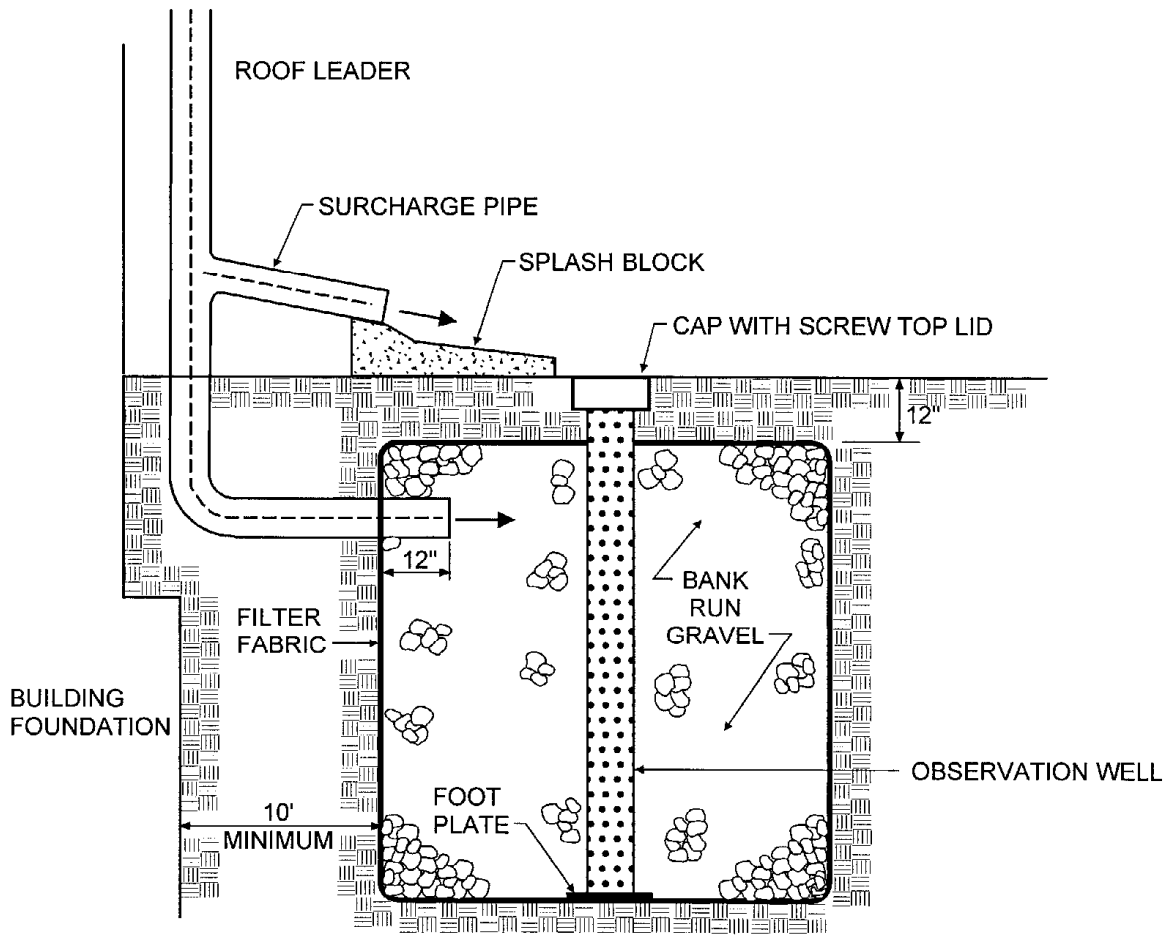 ROOF LEADER
SURCHARGE PIPE
SPLASH BLOCK
CAP WITH SCREW TOP LID
12"
12"
FILTER
FABRIC
BANK
RUN
GRAVEL
BUILDING
FOUNDATION
OBSERVATION WELL
FOOT
PLATE
10'
MINIMUM